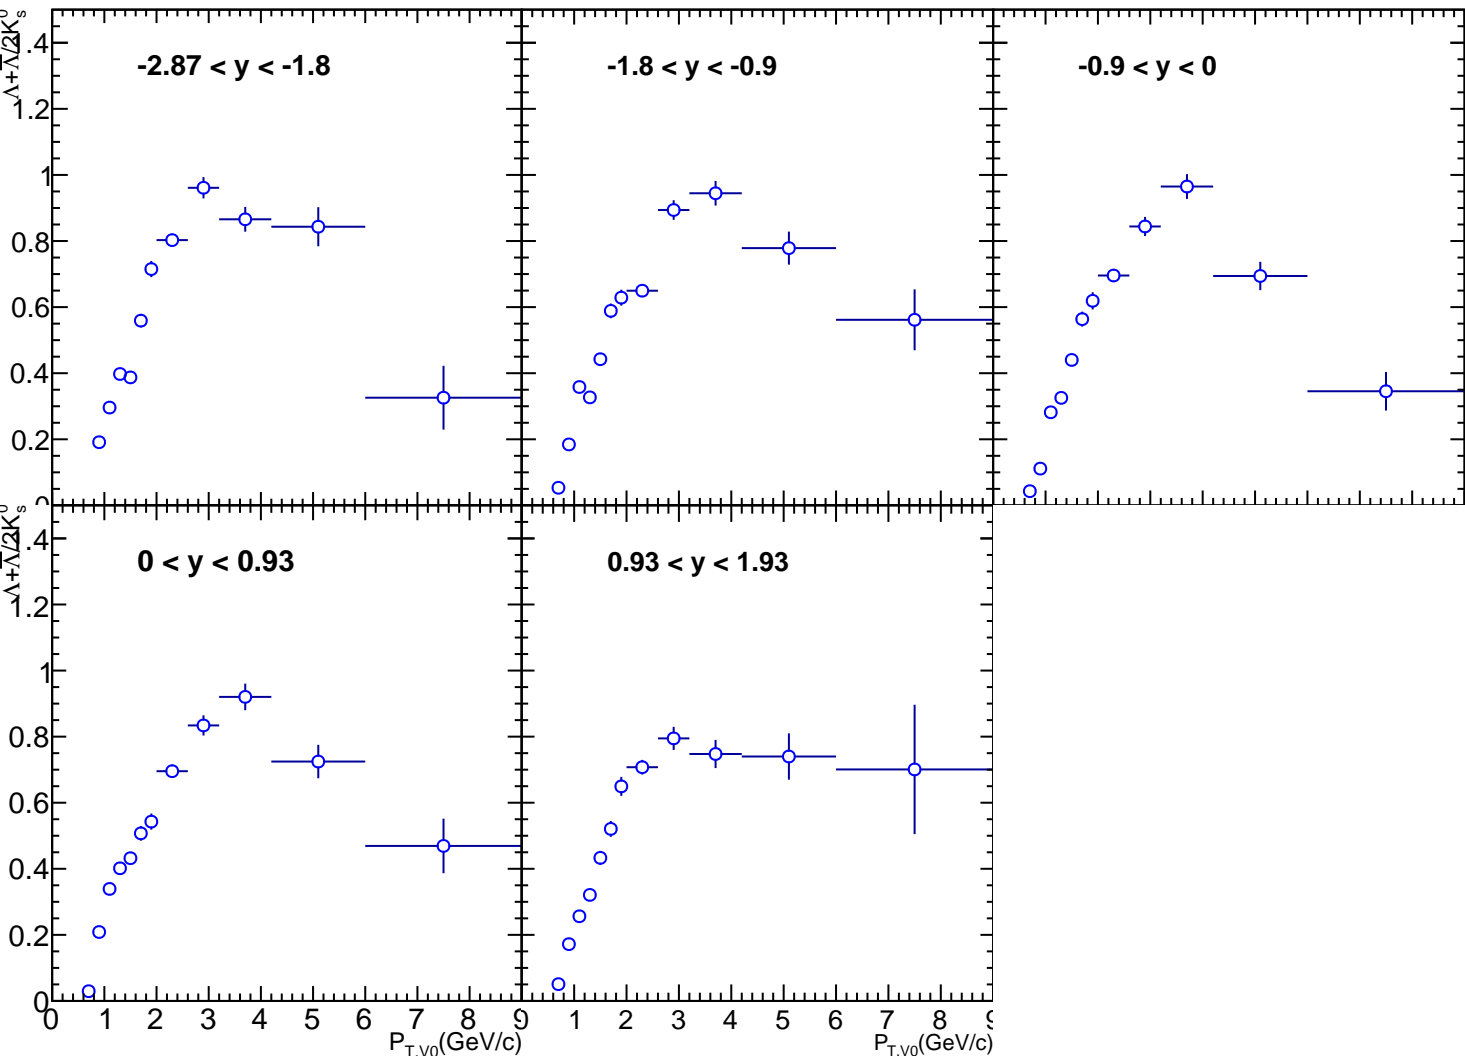 Λ+Λ̅/2K⁰ₛ
-2.87 < y < -1.8
-1.8 < y < -0.9
-0.9 < y < 0
1.4
1.2
1
0.8
0.6
0.4
0.2
0
Λ+Λ̅/2K⁰ₛ
0 < y < 0.93
0.93 < y < 1.93
1.4
1.2
1
0.8
0.6
0.4
0.2
0
0 1 2 3 4 5 6 7 8 9
1 2 3 4 5 6 7 8 9
P_T,V0(GeV/c)
P_T,V0(GeV/c)